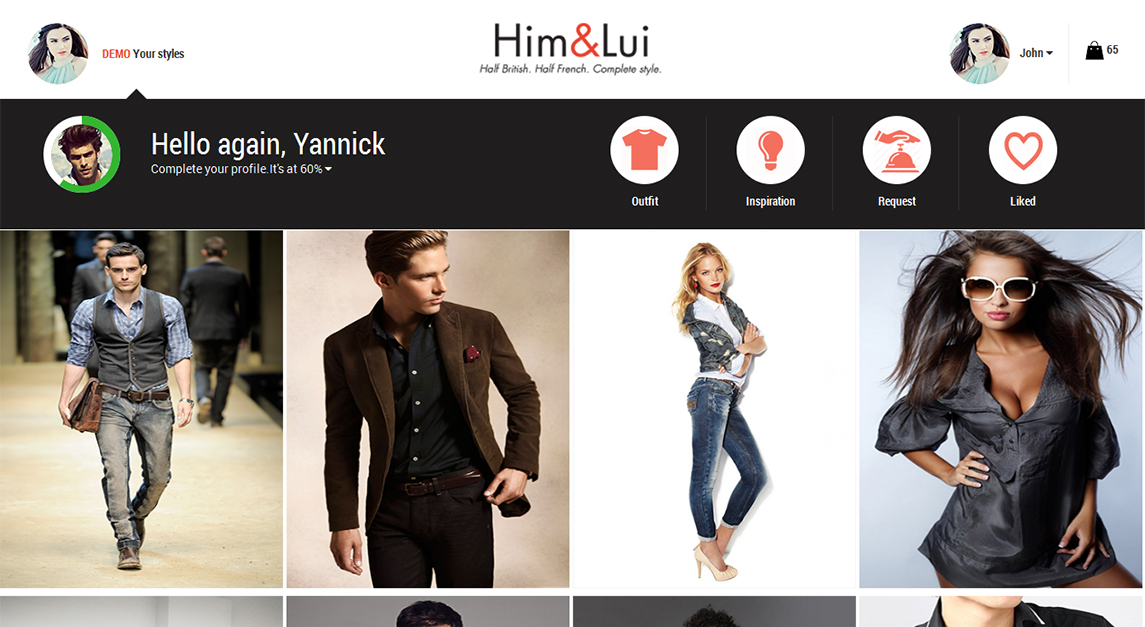 DEMO Your styles
Him&Lui
Half British. Half French. Complete style.
John
65
Hello again, Yannick
Complete your profile.It's at 60%
Outfit
Inspiration
Request
Liked